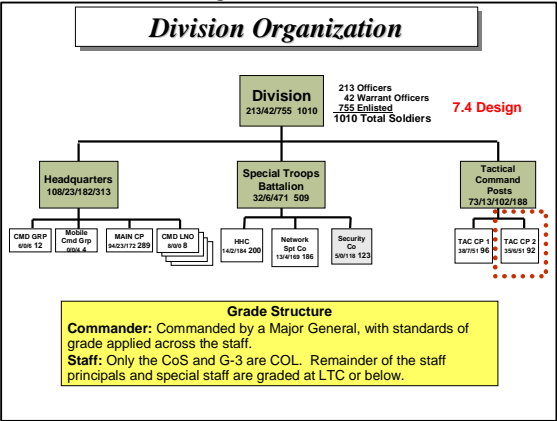 Division Organization
Division
213/42/755 1010
213 Officers
42 Warrant Officers
755 Enlisted
1010 Total Soldiers
7.4 Design
Headquarters
108/23/182/313
Special Troops
Battalion
32/6/471 509
Tactical
Command
Posts
73/13/102/188
CMD GRP
6/0/6 12
Mobile
Cmd Grp
0/0/4 4
MAIN CP
94/23/172 289
CMD LNO
8/0/0 8
HHC
14/2/184 200
Network
Spt Co
13/4/169 186
Security
Co
5/0/118 123
TAC CP 1
38/7/51 96
TAC CP 2
35/6/51 92
Grade Structure
Commander: Commanded by a Major General, with standards of
grade applied across the staff.
Staff: Only the CoS and G-3 are COL. Remainder of the staff
principals and special staff are graded at LTC or below.